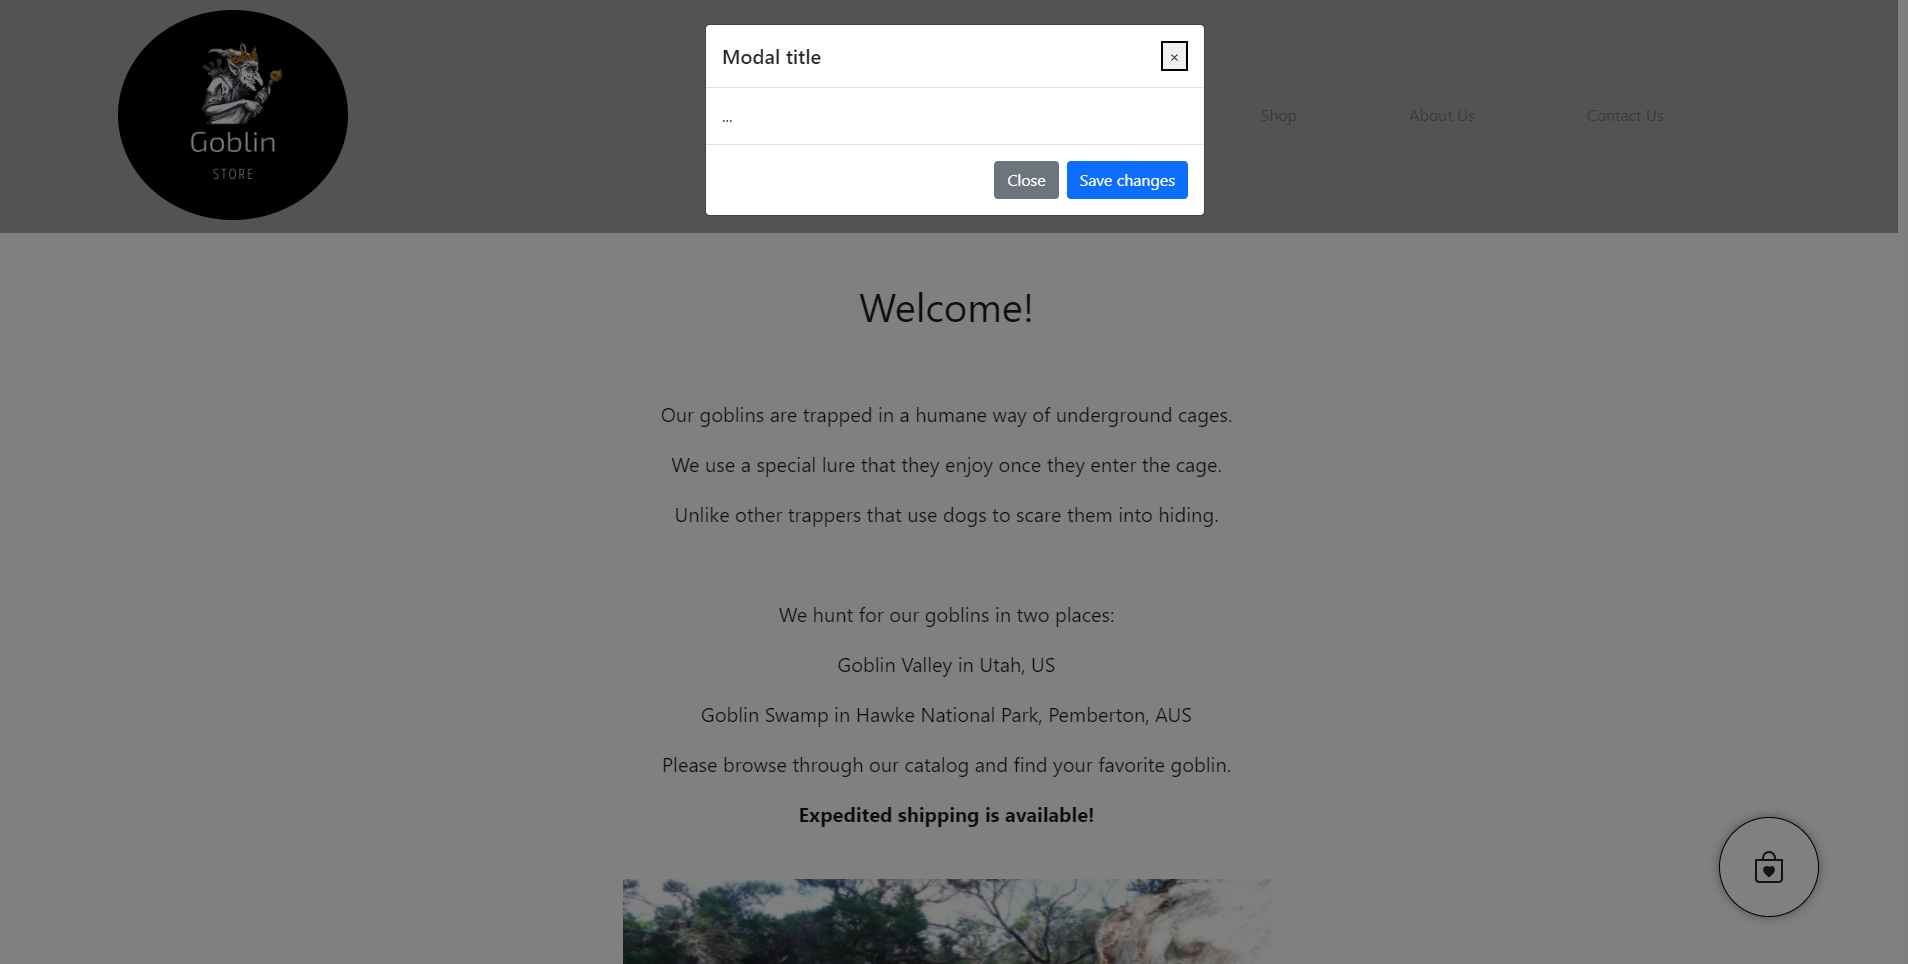 Goblin
STORE
Modal title
×
...
Close
Save changes
Shop
About Us
Contact Us
Welcome!
Our goblins are trapped in a humane way of underground cages.
We use a special lure that they enjoy once they enter the cage.
Unlike other trappers that use dogs to scare them into hiding.
We hunt for our goblins in two places:
Goblin Valley in Utah, US
Goblin Swamp in Hawke National Park, Pemberton, AUS
Please browse through our catalog and find your favorite goblin.
Expedited shipping is available!